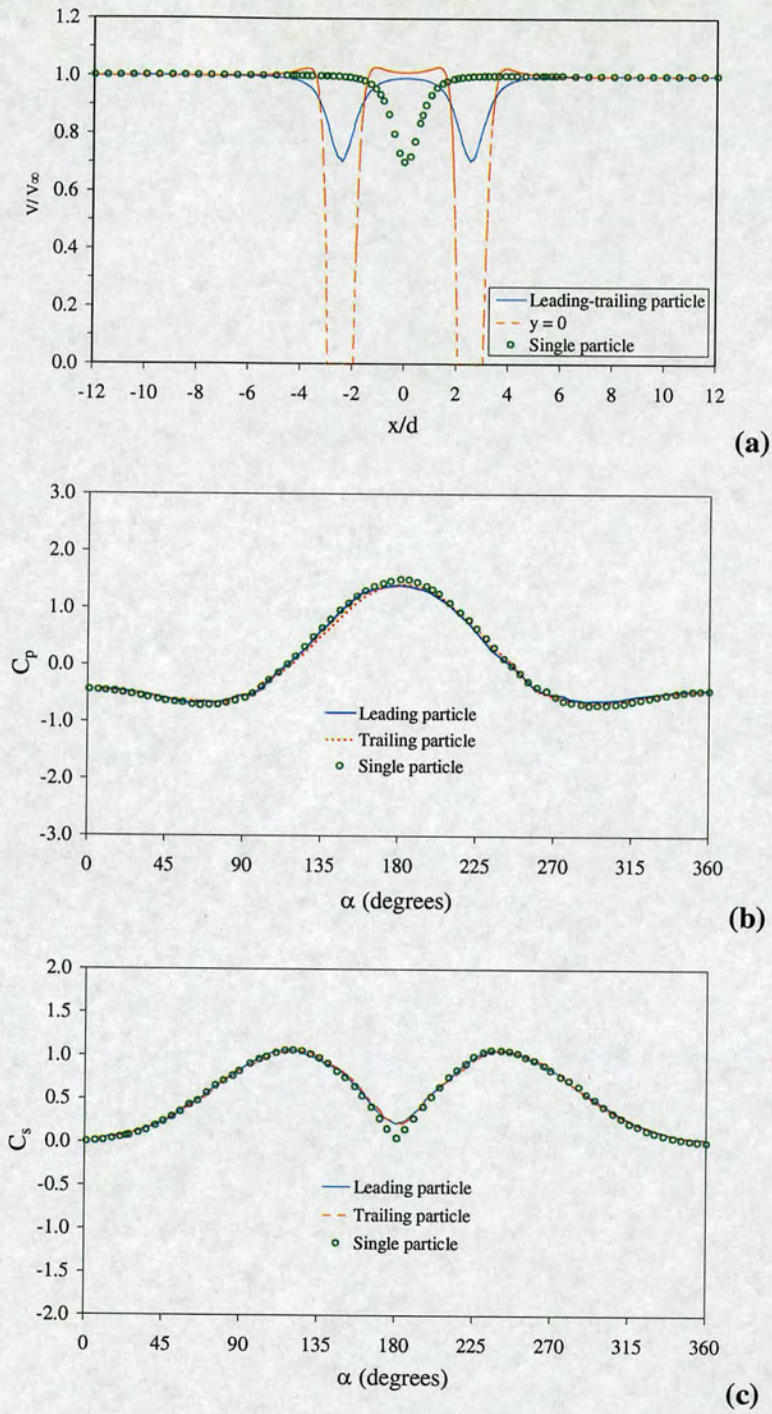 1.2
1.0
0.8
0.6
0.4
0.2
0.0
V/V∞
Leading-trailing particle
y = 0
Single particle
-12 -10 -8 -6 -4 -2 0 2 4 6 8 10 12
x/d
(a)
3.0
2.0
1.0
0.0
-1.0
-2.0
-3.0
Cp
Leading particle
Trailing particle
Single particle
0 45 90 135 180 225 270 315 360
α (degrees)
(b)
2.0
1.5
1.0
0.5
0.0
-0.5
-1.0
-1.5
-2.0
Cs
Leading particle
Trailing particle
Single particle
0 45 90 135 180 225 270 315 360
α (degrees)
(c)